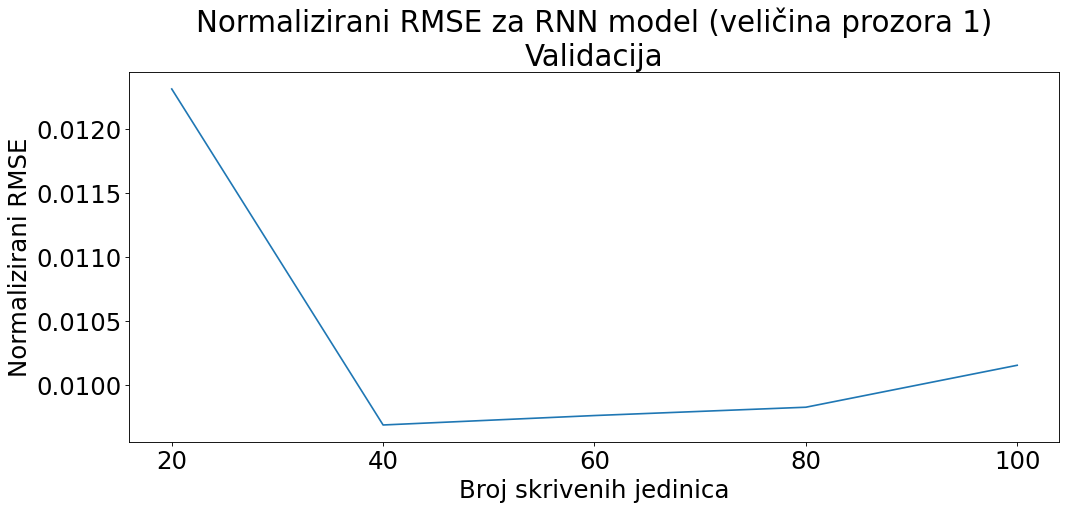 Normalizirani RMSE za RNN model (veličina prozora 1)
Validacija
Normalizirani RMSE
0.0120
0.0115
0.0110
0.0105
0.0100
20 40 60 80 100
Broj skrivenih jedinica